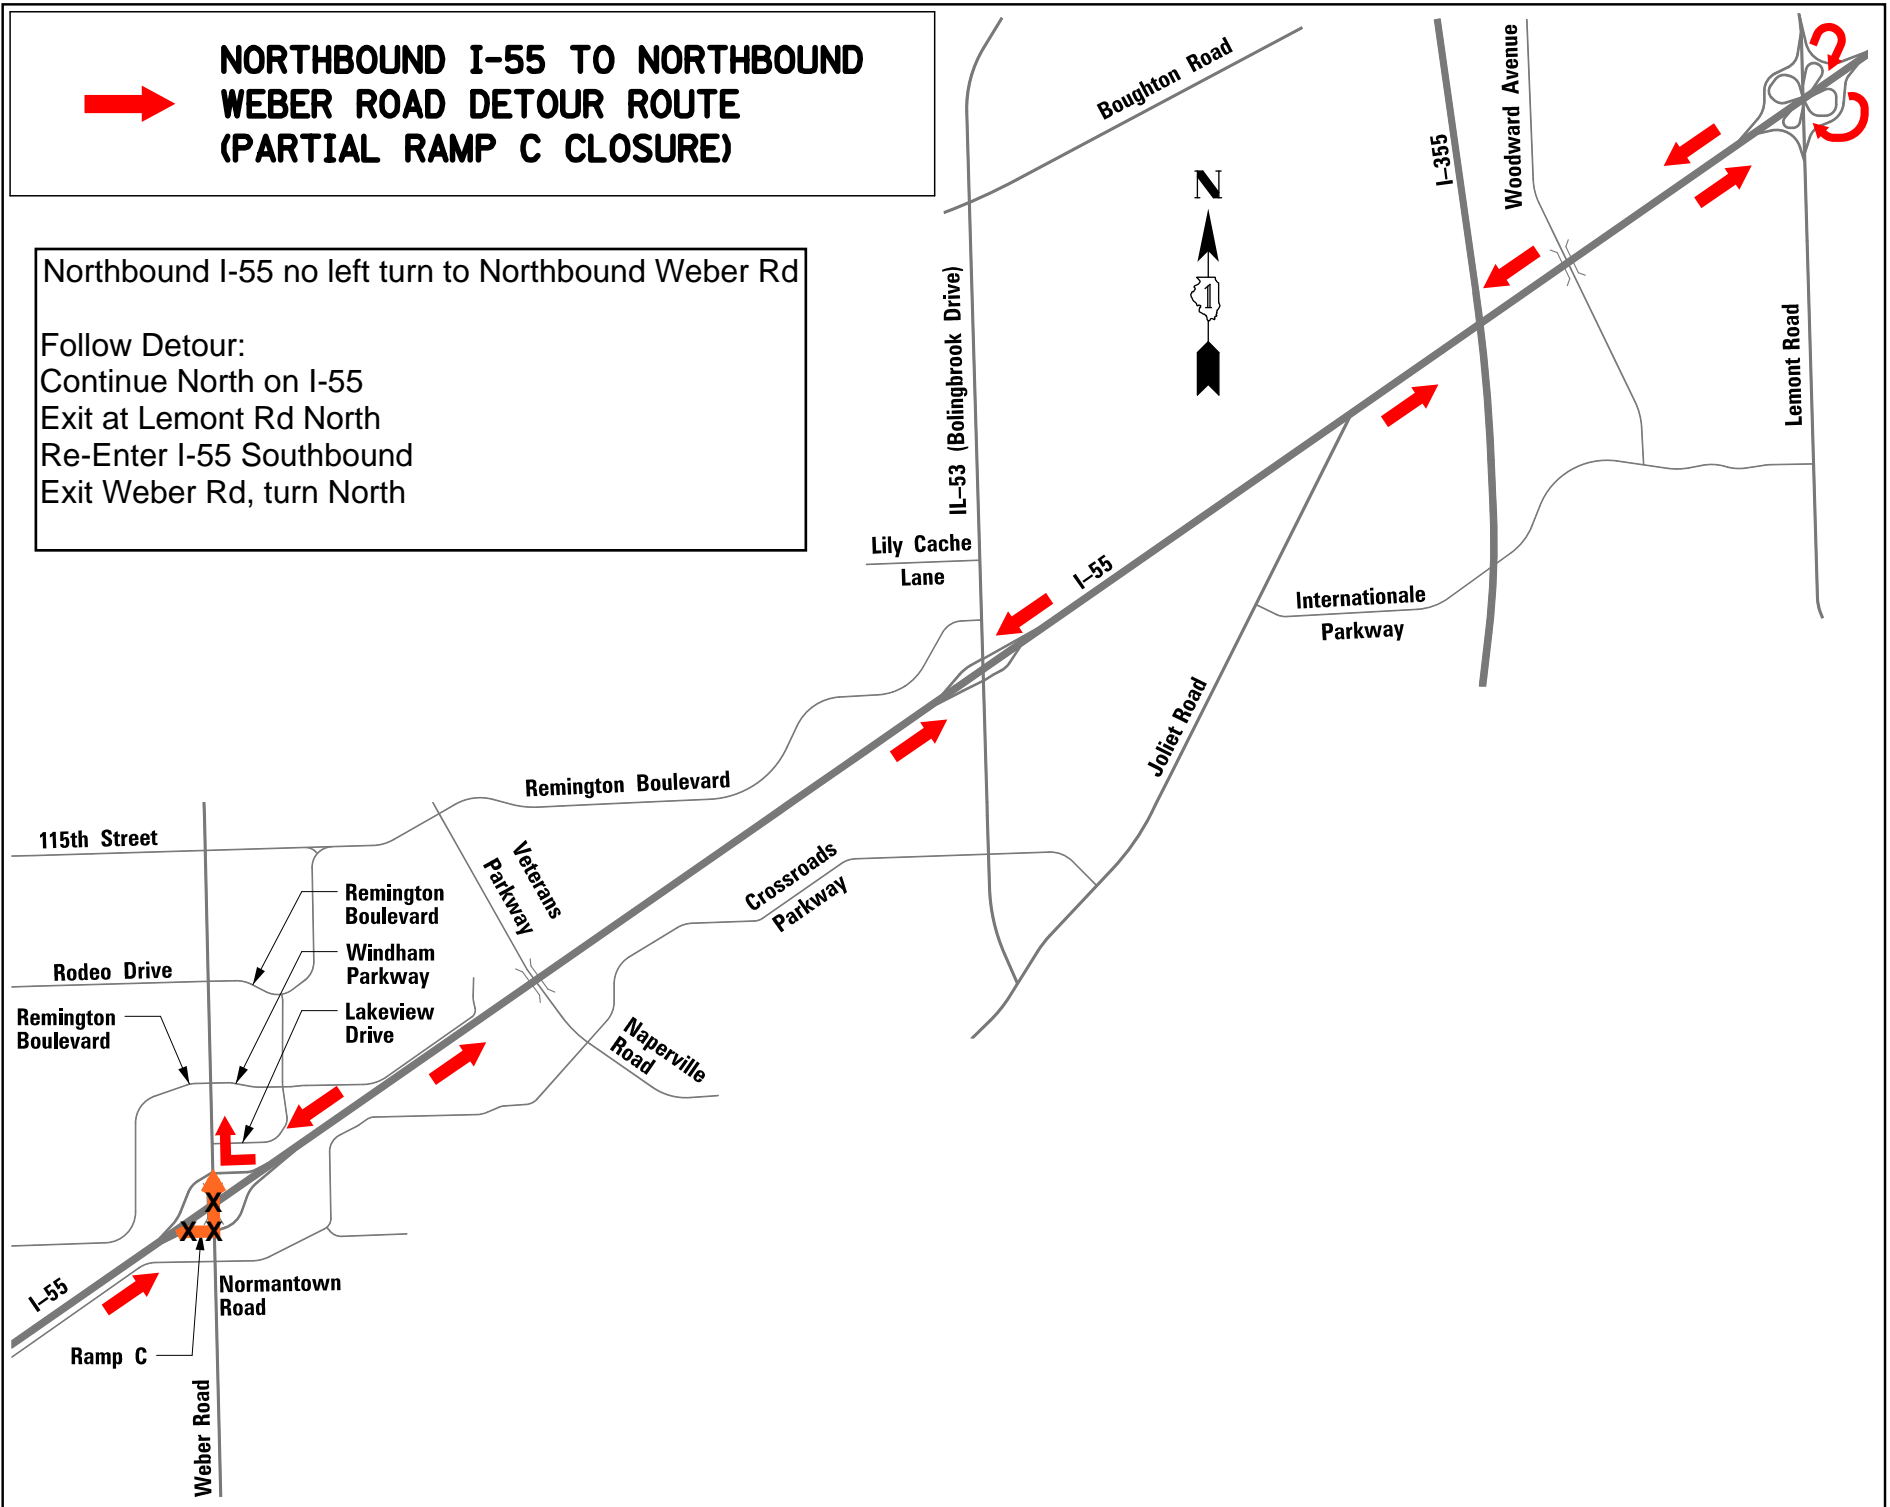 NORTHBOUND I-55 TO NORTHBOUND
WEBER ROAD DETOUR ROUTE
(PARTIAL RAMP C CLOSURE)
Northbound I-55 no left turn to Northbound Weber Rd
Follow Detour:
Continue North on I-55
Exit at Lemont Rd North
Re-Enter I-55 Southbound
Exit Weber Rd, turn North
Boughton Road
I-355
Woodward Avenue
N
1
IL-53 (Bolingbrook Drive)
Lemont Road
Lily Cache
Lane
I-55
Internationale
Parkway
Joliet Road
Remington Boulevard
115th Street
Veterans
Parkway
Crossroads
Parkway
Remington
Boulevard
Windham
Parkway
Rodeo Drive
Lakeview
Drive
Remington
Boulevard
Naperville
Road
X
X X
I-55
Normantown
Road
Ramp C
Weber Road